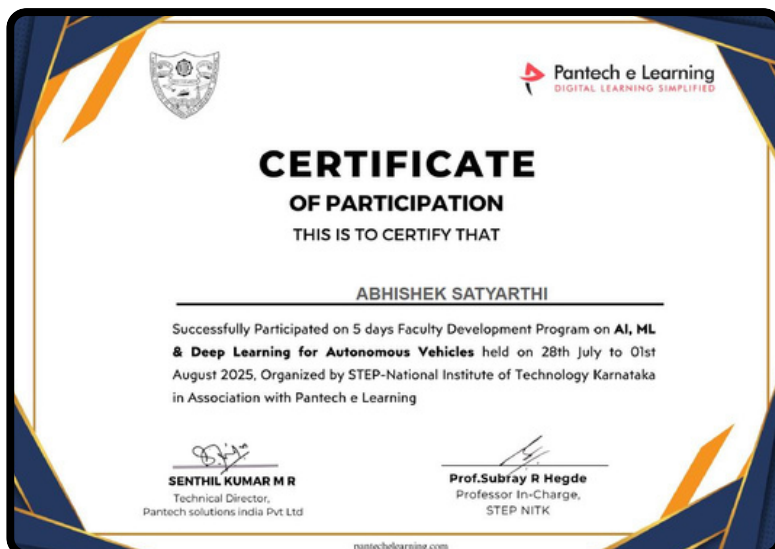 Pantech e Learning
DIGITAL LEARNING SIMPLIFIED
CERTIFICATE
OF PARTICIPATION
THIS IS TO CERTIFY THAT
ABHISHEK SATYARTHI
Successfully Participated on 5 days Faculty Development Program on AI, ML
& Deep Learning for Autonomous Vehicles held on 28th July to 01st
August 2025, Organized by STEP-National Institute of Technology Karnataka
in Association with Pantech e Learning
SENTHIL KUMAR M R
Technical Director,
Pantech solutions india Pvt Ltd
Prof.Subray R Hegde
Professor In-Charge,
STEP NITK
pantechelearning.com